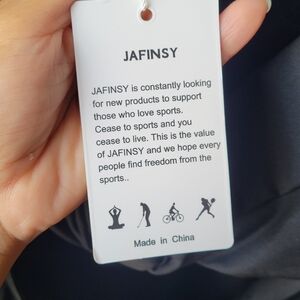 JAFINSY
JAFINSY is constantly looking
for new products to support
those who love sports.
Cease to sports and you
cease to live. This is the value
of JAFINSY and we hope every
people find freedom from the
sports..
Made in China